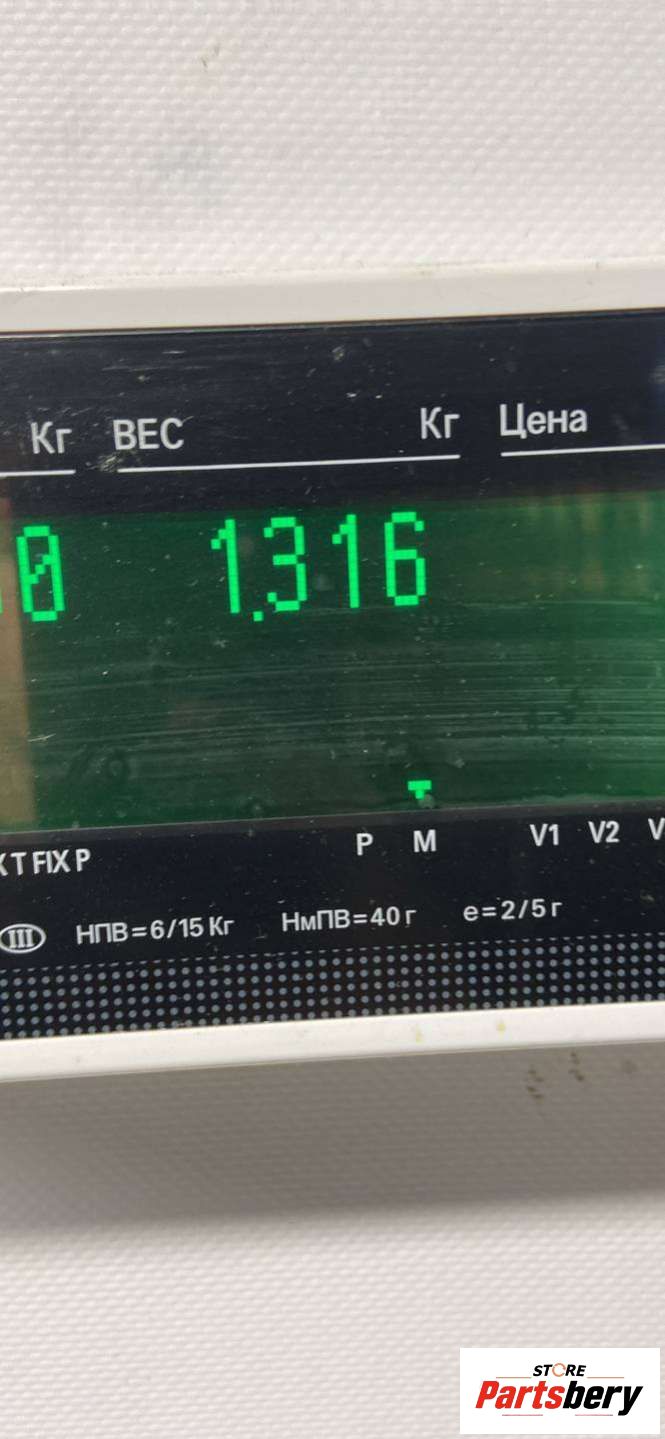 Кг ВЕС Кг Цена
0 1.316
T FIX P P M V1 V2 V
III НПВ=6/15 Кг НмПВ=40 г e=2/5 г
STORE
Partsbery